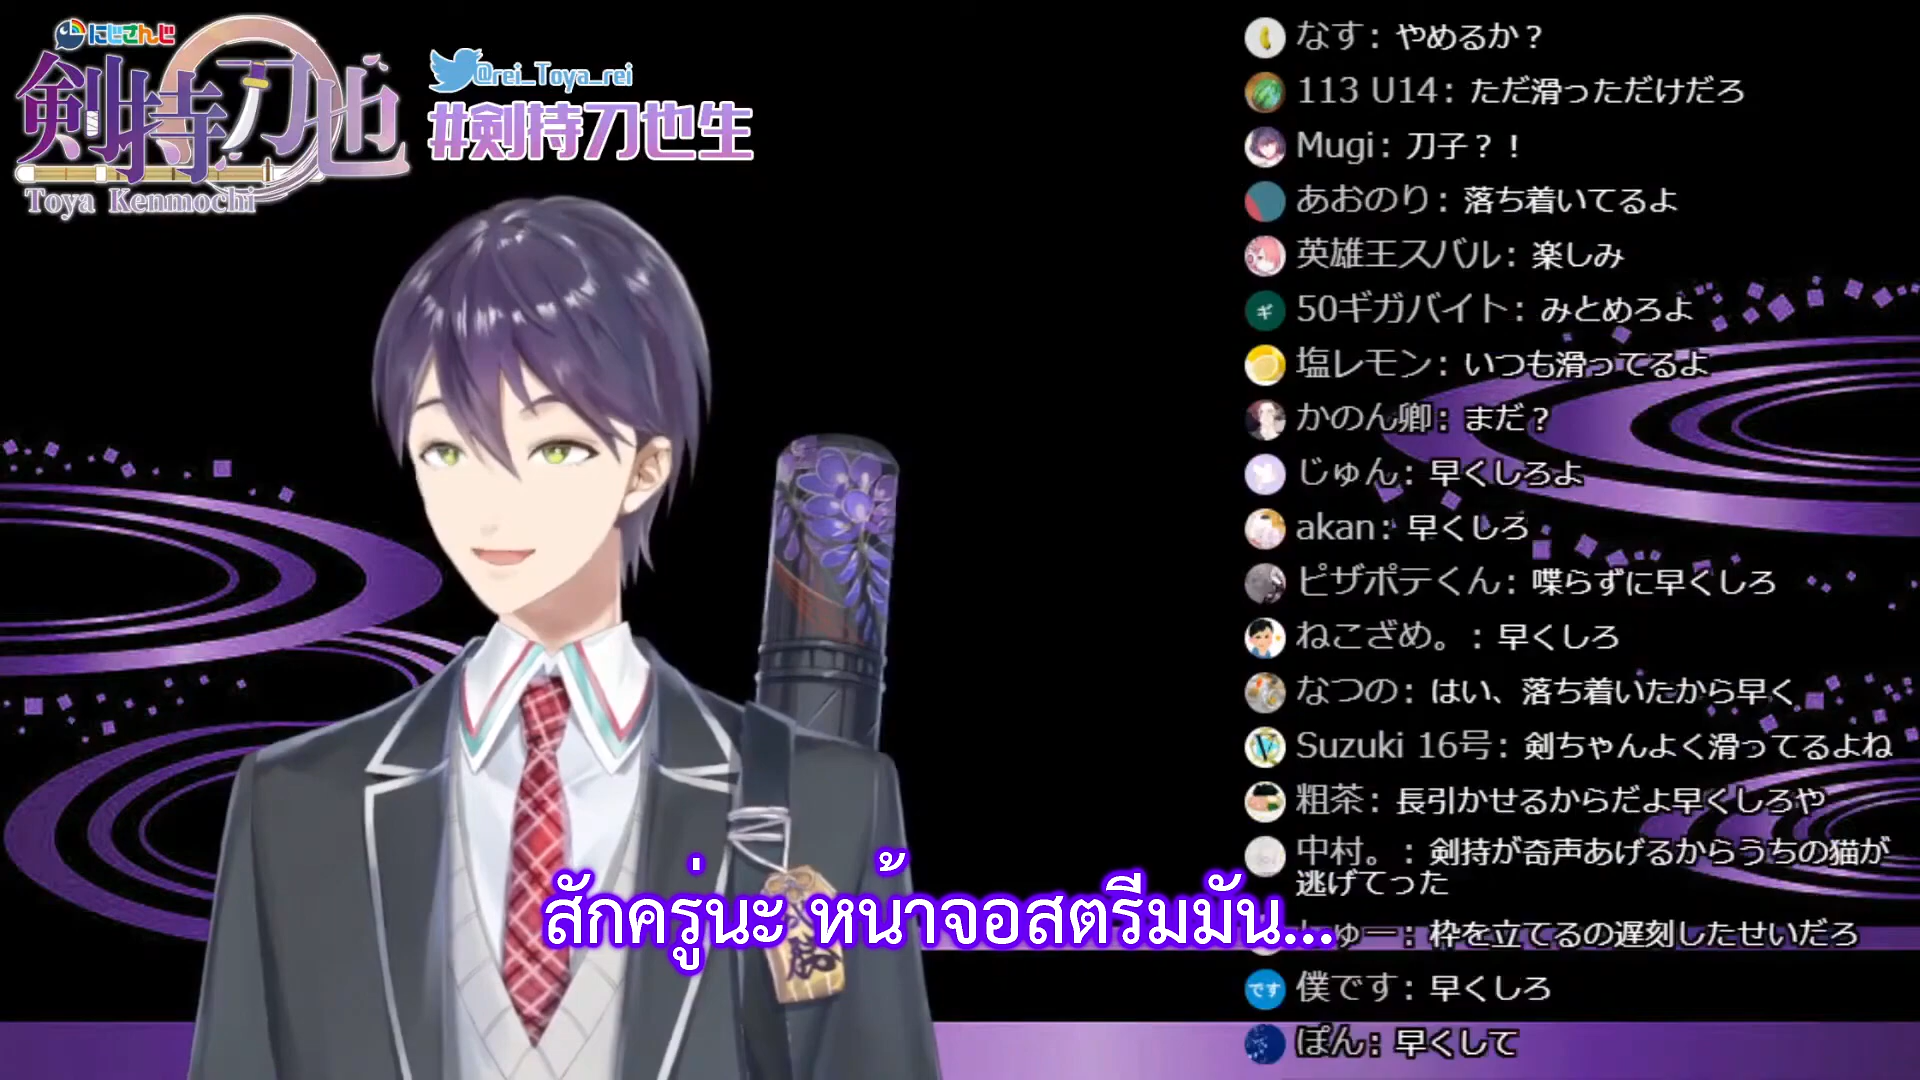 にじさんじ
剣持刀也
Toya Kenmochi
@rei_Toya_rei
#剣持刀也生
なす: やめるか？
113 U14: ただ滑っただけだろ
Mugi: 刀子？！
あおのり: 落ち着いてるよ
英雄王スバル: 楽しみ
ギ 50ギガバイト: みとめろよ
塩レモン: いつも滑ってるよ
かのん卿: まだ？
じゅん: 早くしろよ
akan: 早くしろ
ピザポテくん: 喋らずに早くしろ
ねこざめ。: 早くしろ
なつの: はい、落ち着いたから早く
Suzuki 16号: 剣ちゃんよく滑ってるよね
粗茶: 長引かせるからだよ早くしろや
中村。: 剣持が奇声あげるからうちの猫が
逃げてった
ゅー: 枠を立てるの遅刻したせいだろ
です 僕です: 早くしろ
ぽん: 早くして
สักครู่นะ หน้าจอสตรีมมัน...